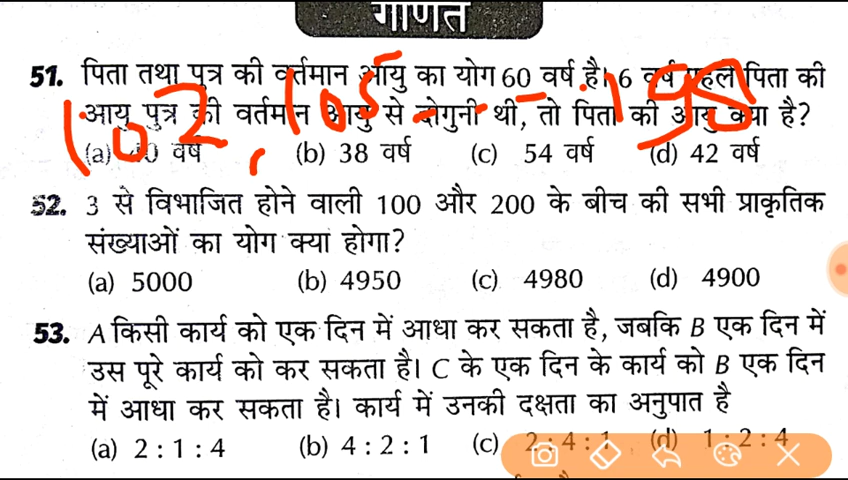 गणित
51. पिता तथा पुत्र की वर्तमान आयु का योग 60 वर्ष है। 6 वर्ष पहले पिता की
आयु पुत्र की वर्तमान आयु से दोगुनी थी, तो पिता की आयु क्या है?
102, 105 - - - . 198
(a) 40 वर्ष (b) 38 वर्ष (c) 54 वर्ष (d) 42 वर्ष
52. 3 से विभाजित होने वाली 100 और 200 के बीच की सभी प्राकृतिक
संख्याओं का योग क्या होगा?
(a) 5000 (b) 4950 (c) 4980 (d) 4900
53. A किसी कार्य को एक दिन में आधा कर सकता है, जबकि B एक दिन में
उस पूरे कार्य को कर सकता है। C के एक दिन के कार्य को B एक दिन
में आधा कर सकता है। कार्य में उनकी दक्षता का अनुपात है
(a) 2 : 1 : 4 (b) 4 : 2 : 1 (c) 2 : 4 : 1 (d) 1 : 2 : 4